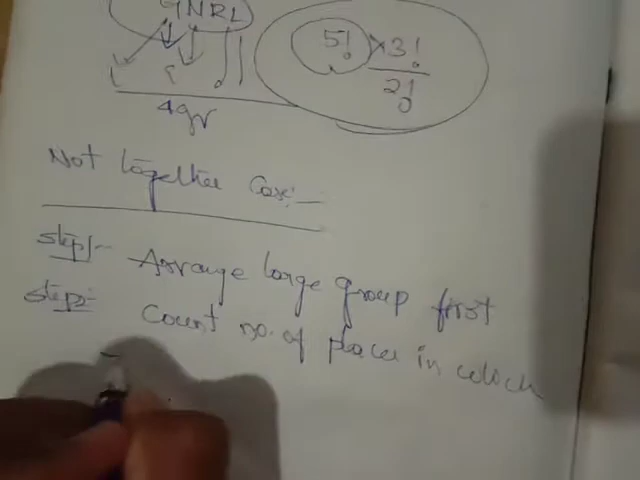 GNRL
5! × 3!
2!
4gr
Not together Case:-
Step1:- Arrange large group first
Step2:- Count no. of places in which